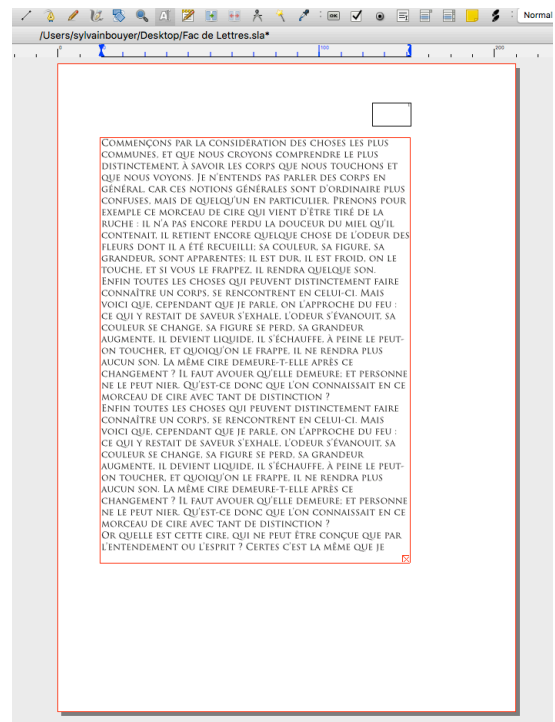 Normal
/Users/sylvainbouyer/Desktop/Fac de Lettres.sla*
0 100 200
Commençons par la considération des choses les plus
communes, et que nous croyons comprendre le plus
distinctement, à savoir les corps que nous touchons et
que nous voyons. Je n'entends pas parler des corps en
général, car ces notions générales sont d'ordinaire plus
confuses, mais de quelqu'un en particulier. Prenons pour
exemple ce morceau de cire qui vient d'être tiré de la
ruche : il n'a pas encore perdu la douceur du miel qu'il
contenait, il retient encore quelque chose de l'odeur des
fleurs dont il a été recueilli; sa couleur, sa figure, sa
grandeur, sont apparentes; il est dur, il est froid, on le
touche, et si vous le frappez, il rendra quelque son.
Enfin toutes les choses qui peuvent distinctement faire
connaître un corps, se rencontrent en celui-ci. Mais
voici que, cependant que je parle, on l'approche du feu :
ce qui y restait de saveur s'exhale, l'odeur s'évanouit, sa
couleur se change, sa figure se perd, sa grandeur
augmente, il devient liquide, il s'échauffe, à peine le peut-
on toucher, et quoiqu'on le frappe, il ne rendra plus
aucun son. La même cire demeure-t-elle après ce
changement ? Il faut avouer qu'elle demeure; et personne
ne le peut nier. Qu'est-ce donc que l'on connaissait en ce
morceau de cire avec tant de distinction ?
Enfin toutes les choses qui peuvent distinctement faire
connaître un corps, se rencontrent en celui-ci. Mais
voici que, cependant que je parle, on l'approche du feu :
ce qui y restait de saveur s'exhale, l'odeur s'évanouit, sa
couleur se change, sa figure se perd, sa grandeur
augmente, il devient liquide, il s'échauffe, à peine le peut-
on toucher, et quoiqu'on le frappe, il ne rendra plus
aucun son. La même cire demeure-t-elle après ce
changement ? Il faut avouer qu'elle demeure; et personne
ne le peut nier. Qu'est-ce donc que l'on connaissait en ce
morceau de cire avec tant de distinction ?
Or quelle est cette cire, qui ne peut être conçue que par
l'entendement ou l'esprit ? Certes c'est la même que je